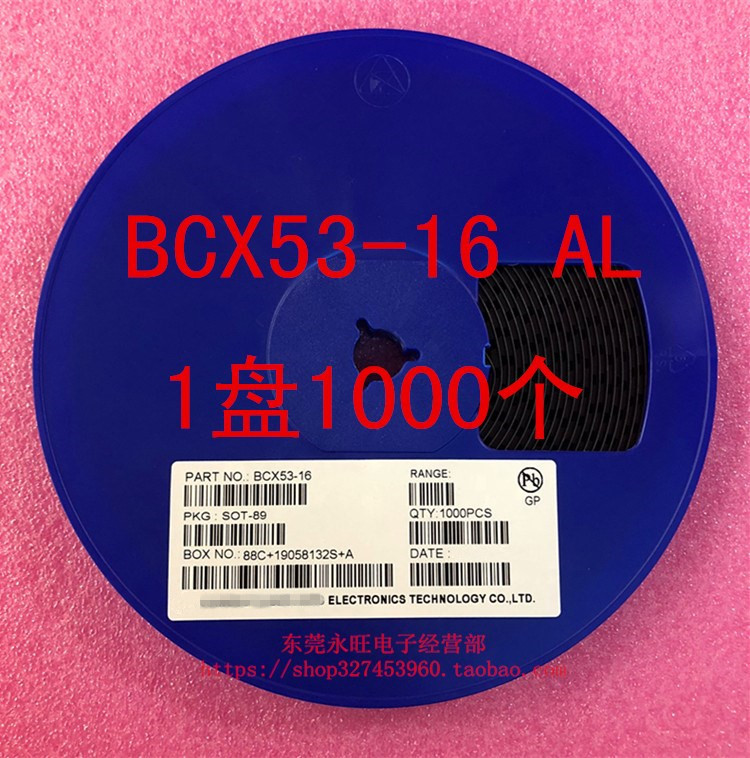 BCX53-16 AL
1盘1000个
PART NO.: BCX53-16
RANGE:
PKG : SOT-89
QTY:1000PCS
BOX NO.: 88C+19058132S+A
DATE :
Pb
GP
ELECTRONICS TECHNOLOGY CO.,LTD.
东莞永旺电子经营部
https://shop327453960.taobao.com